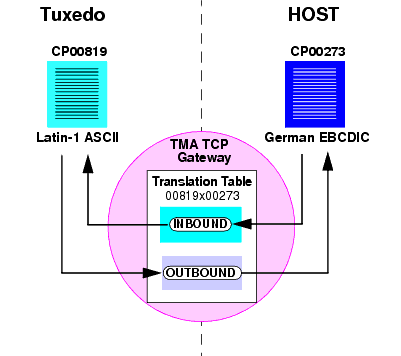 Tuxedo
HOST
CP00819
CP00273
Latin-1 ASCII
German EBCDIC
TMA TCP
Gateway
Translation Table
00819x00273
INBOUND
OUTBOUND